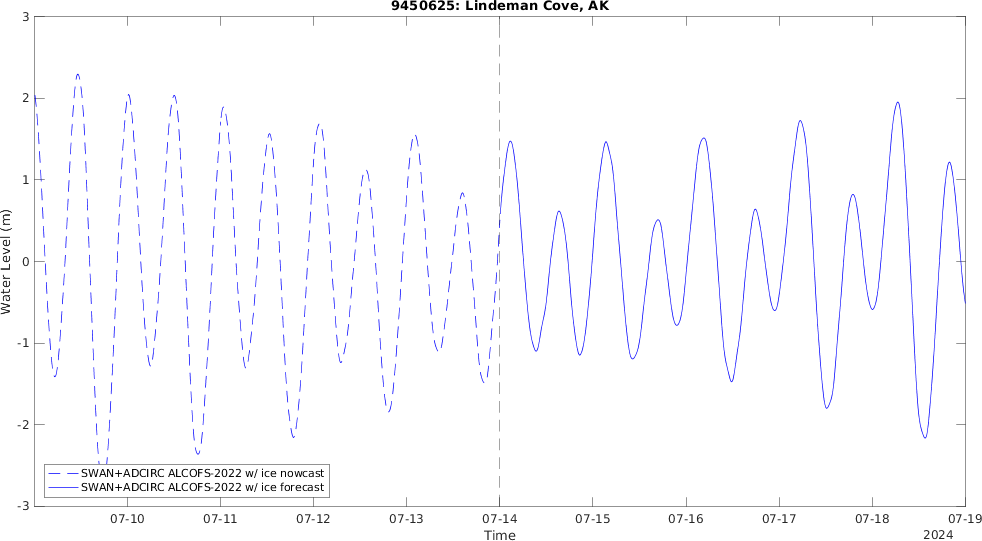 9450625: Lindeman Cove, AK
3
2
1
0
-1
-2
-3
Water Level (m)
SWAN+ADCIRC ALCOFS-2022 w/ ice nowcast
SWAN+ADCIRC ALCOFS-2022 w/ ice forecast
07-10 07-11 07-12 07-13 07-14 07-15 07-16 07-17 07-18 07-19
Time
2024